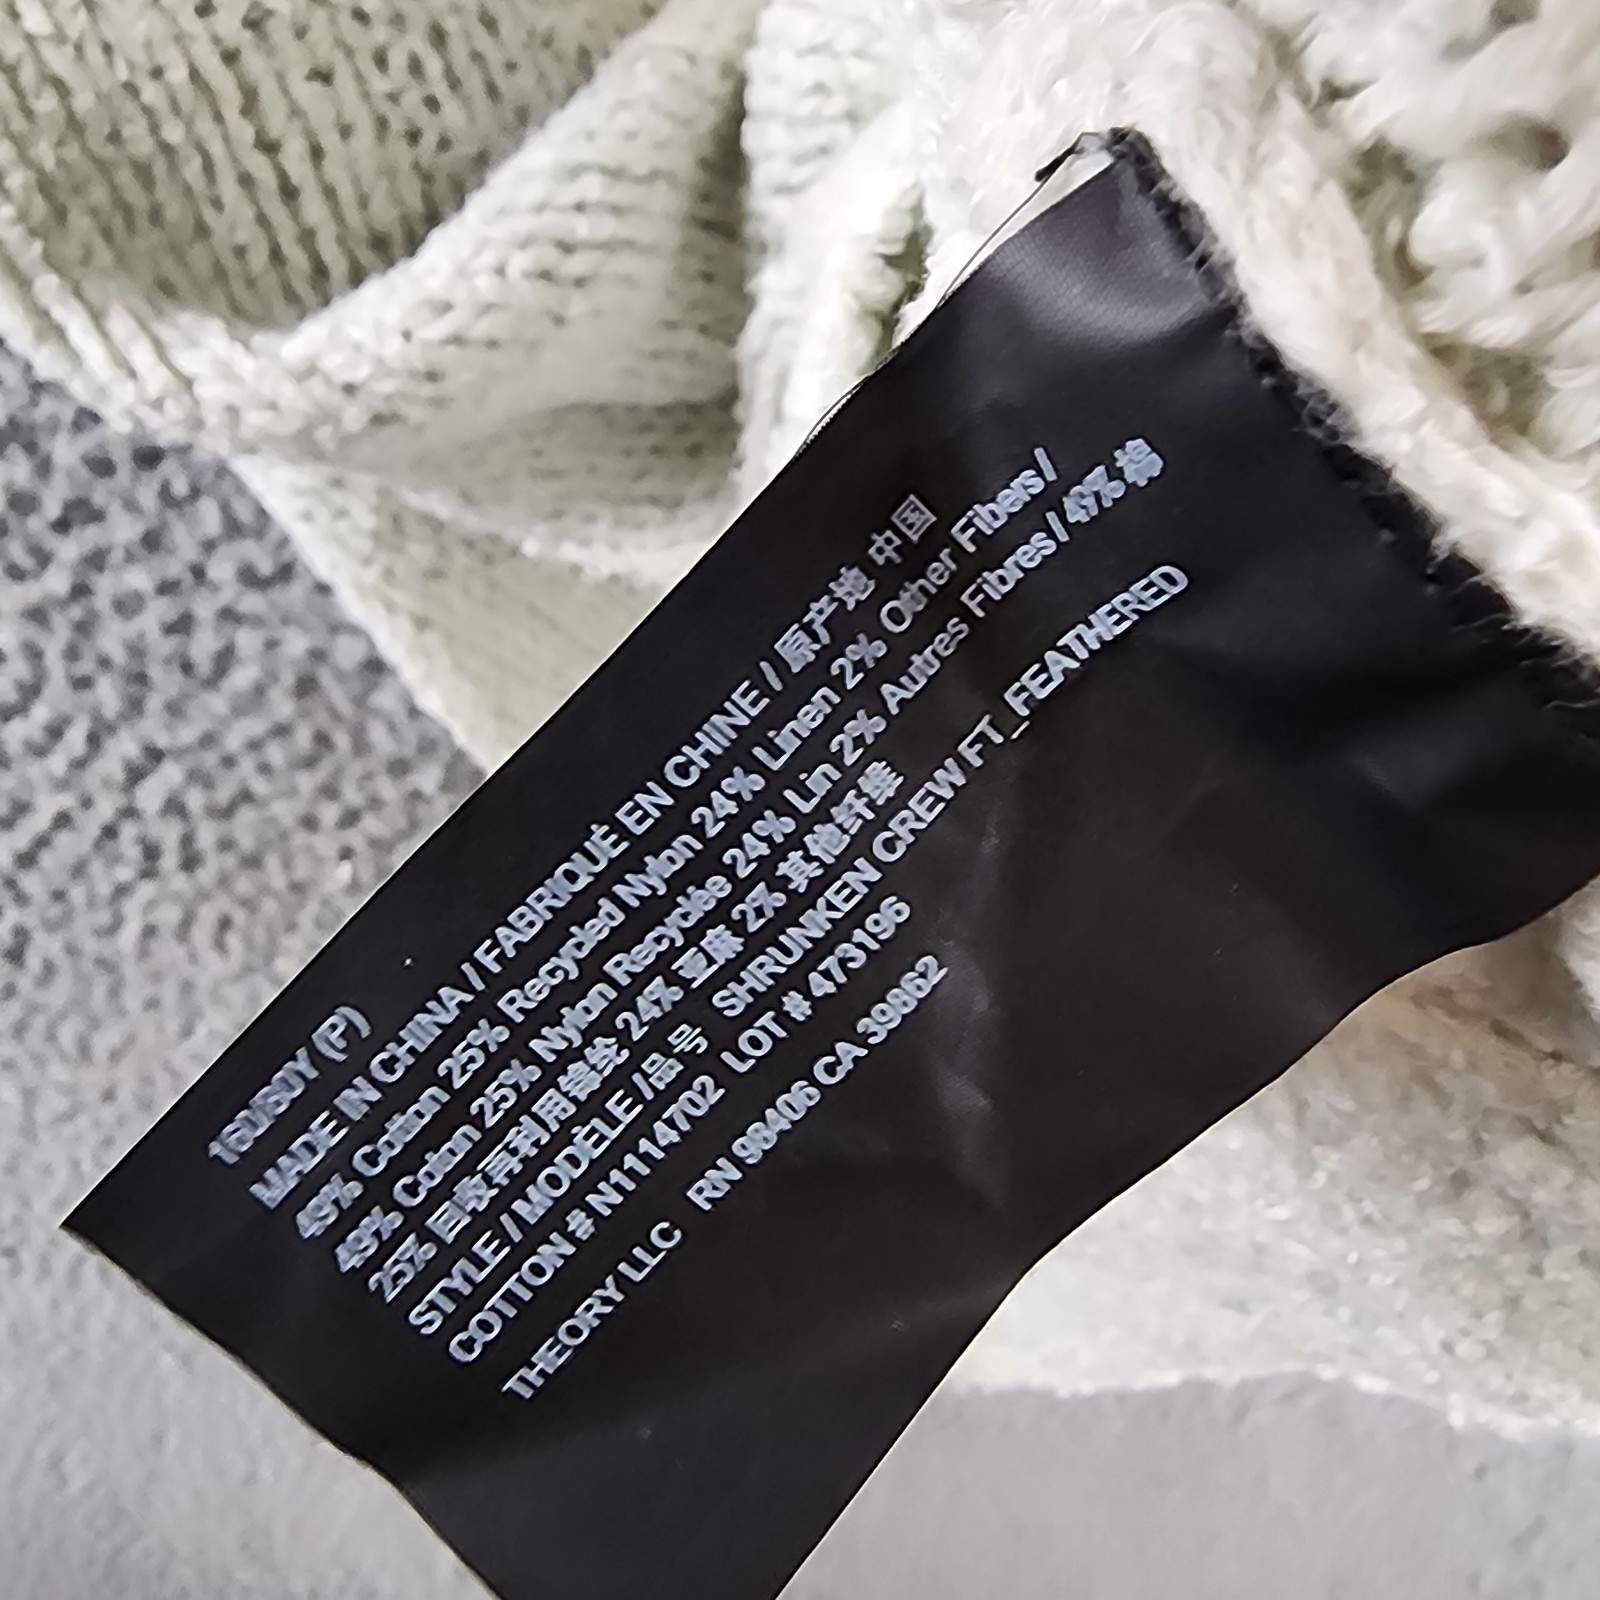 160/80Y (P)
MADE IN CHINA / FABRIQUÉ EN CHINE / 原产地 中国
49% Cotton 25% Recycled Nylon 24% Linen 2% Other Fibers /
49% Coton 25% Nylon Recyclée 24% Lin 2% Autres Fibres / 49% 棉
25% 回收再利用锦纶 24% 亚麻 2% 其他纤维
STYLE / MODÈLE /品号 SHRUNKEN CREW FT_FEATHERED
COTTON # N1114702 LOT # 473196
THEORY LLC RN 98406 CA 39862